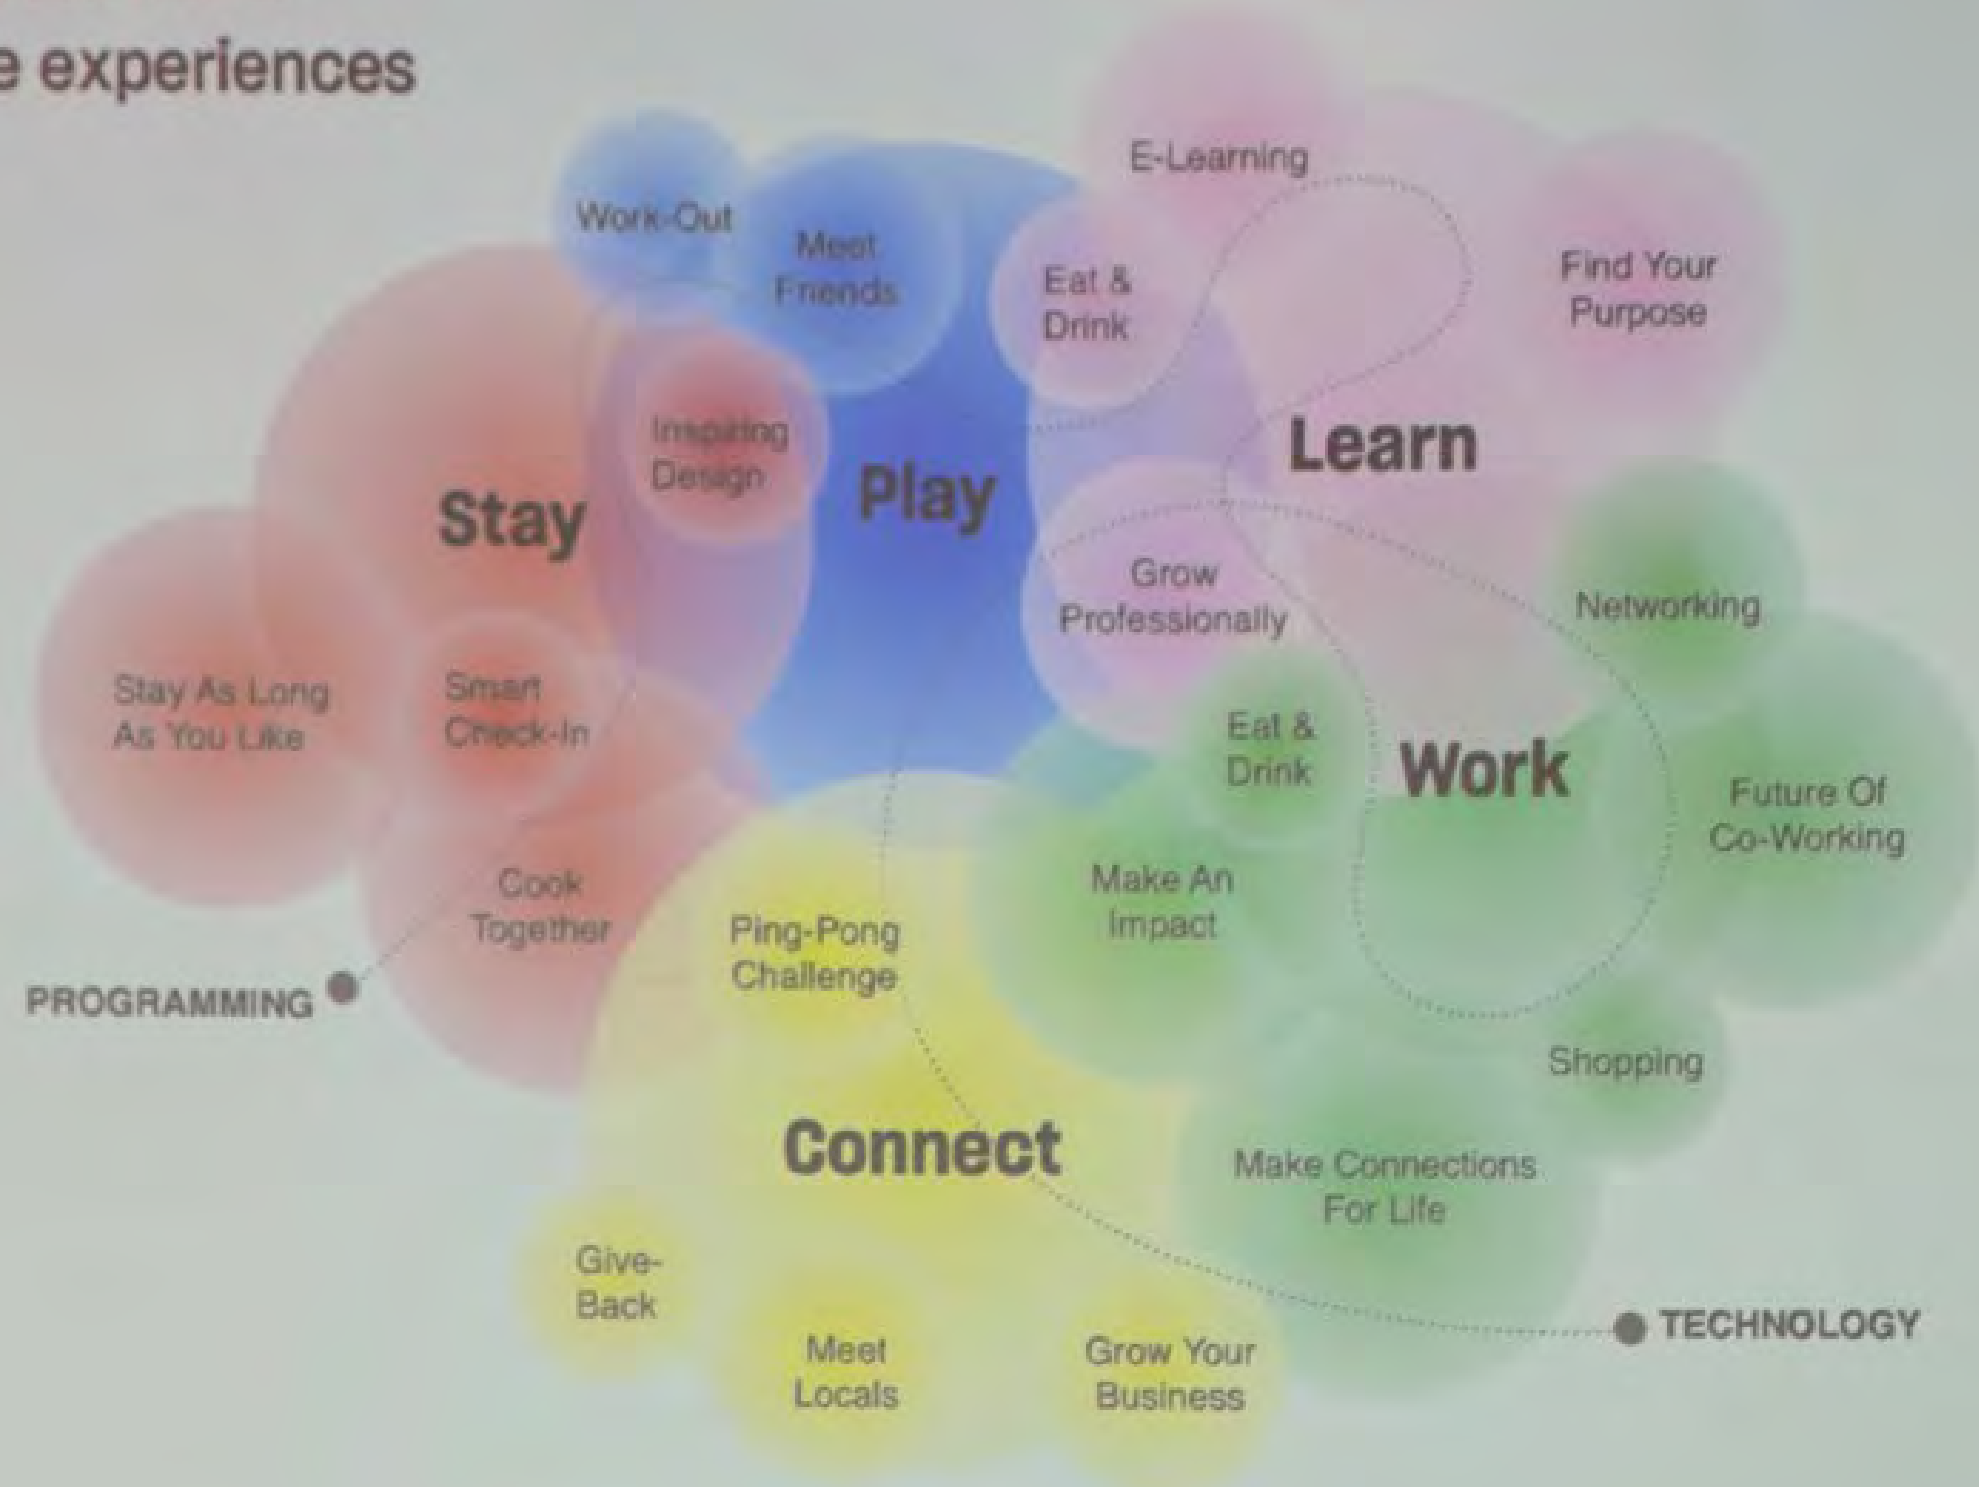 e experiences
E-Learning
Work-Out
Meet
Friends
Eat &
Drink
Find Your
Purpose
Inspiring
Design
Learn
Play
Stay
Grow
Professionally
Networking
Stay As Long
As You Like
Smart
Check-In
Eat &
Drink
Work
Future Of
Co-Working
Cook
Together
Make An
Impact
Ping-Pong
Challenge
PROGRAMMING
Shopping
Connect
Make Connections
For Life
Give-
Back
Meet
Locals
Grow Your
Business
TECHNOLOGY